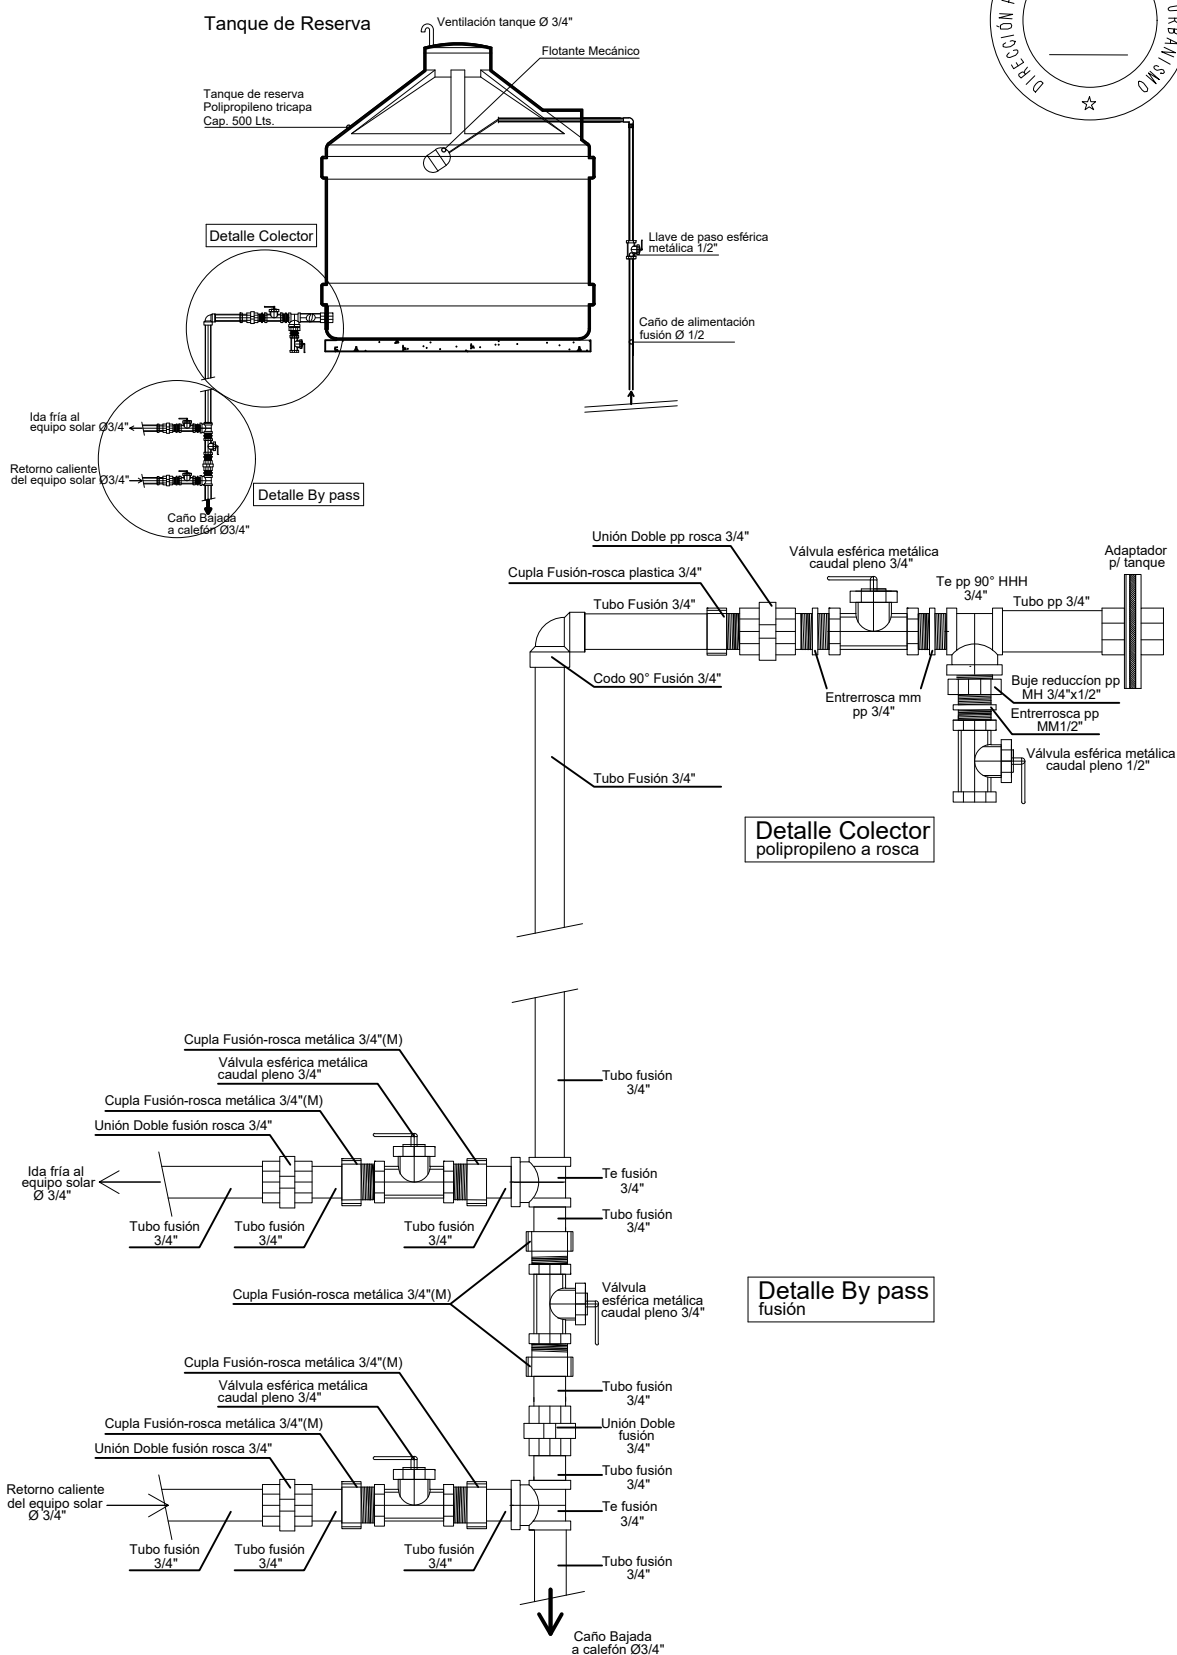 Tanque de Reserva
Ventilación tanque Ø 3/4"
Flotante Mecánico
Tanque de reserva
Polipropileno tricapa
Cap. 500 Lts.
DIRECCIÓN
URBANISMO
Detalle Colector
Llave de paso esférica
metálica 1/2"
Caño de alimentación
fusión Ø 1/2
Ida fría al
equipo solar Ø3/4"
Retorno caliente
del equipo solar Ø3/4"
Detalle By pass
Caño Bajada
a calefón Ø3/4"
Unión Doble pp rosca 3/4"
Válvula esférica metálica
caudal pleno 3/4"
Adaptador
p/ tanque
Cupla Fusión-rosca plastica 3/4"
Te pp 90° HHH
3/4"
Tubo Fusión 3/4"
Tubo pp 3/4"
Codo 90° Fusión 3/4"
Entrerrosca mm
pp 3/4"
Buje reduccíon pp
MH 3/4"x1/2"
Entrerrosca pp
MM1/2"
Válvula esférica metálica
caudal pleno 1/2"
Tubo Fusión 3/4"
Detalle Colector
polipropileno a rosca
Cupla Fusión-rosca metálica 3/4"(M)
Válvula esférica metálica
caudal pleno 3/4"
Cupla Fusión-rosca metálica 3/4"(M)
Unión Doble fusión rosca 3/4"
Tubo fusión
3/4"
Ida fría al
equipo solar
Ø 3/4"
Te fusión
3/4"
Tubo fusión
3/4"
Tubo fusión
3/4"
Tubo fusión
3/4"
Tubo fusión
3/4"
Cupla Fusión-rosca metálica 3/4"(M)
Válvula
esférica metálica
caudal pleno 3/4"
Detalle By pass
fusión
Cupla Fusión-rosca metálica 3/4"(M)
Válvula esférica metálica
caudal pleno 3/4"
Cupla Fusión-rosca metálica 3/4"(M)
Unión Doble fusión rosca 3/4"
Tubo fusión
3/4"
Unión Doble
fusión
3/4"
Tubo fusión
3/4"
Retorno caliente
del equipo solar
Ø 3/4"
Te fusión
3/4"
Tubo fusión
3/4"
Tubo fusión
3/4"
Tubo fusión
3/4"
Tubo fusión
3/4"
Caño Bajada
a calefón Ø3/4"